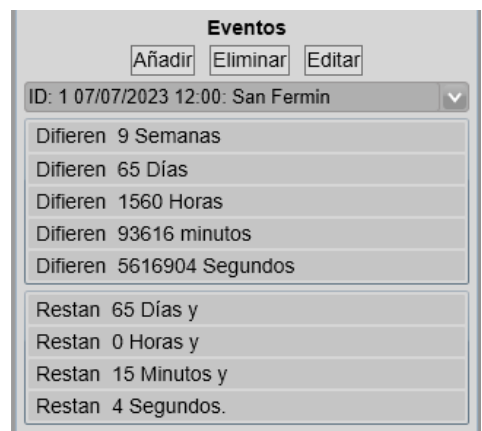 Eventos
Añadir Eliminar Editar
ID: 1 07/07/2023 12:00: San Fermin
Difieren 9 Semanas
Difieren 65 Días
Difieren 1560 Horas
Difieren 93616 minutos
Difieren 5616904 Segundos
Restan 65 Días y
Restan 0 Horas y
Restan 15 Minutos y
Restan 4 Segundos.